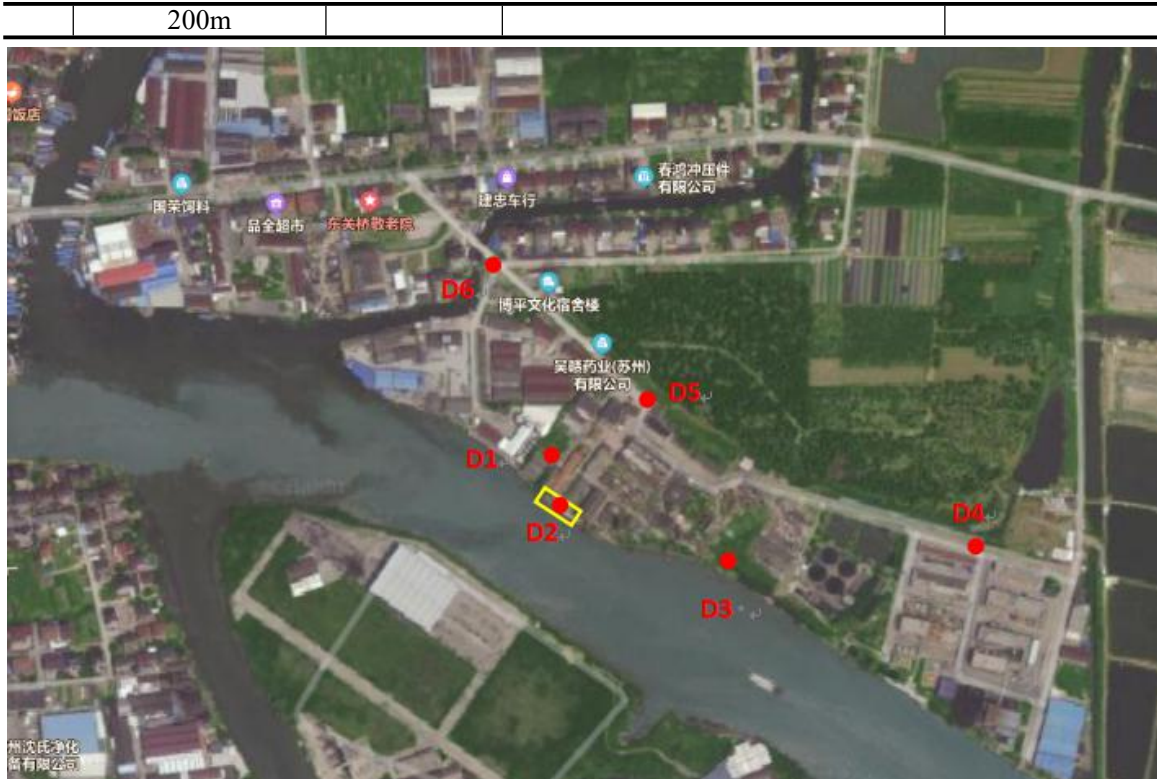 200m
饭店
国荣饲料
品全超市
东关桥敬老院
建忠车行
春鸿冲压件
有限公司
D6
博平文化宿舍楼
吴赣药业(苏州)
有限公司
D5
D1
D2
D4
D3
州沈氏净化
备有限公司